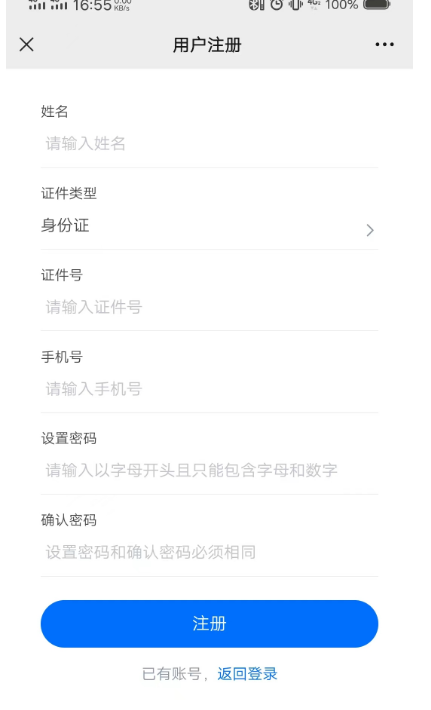 16:55 0.00 KB/s 4G 100%
用户注册
姓名
请输入姓名
证件类型
身份证
证件号
请输入证件号
手机号
请输入手机号
设置密码
请输入以字母开头且只能包含字母和数字
确认密码
设置密码和确认密码必须相同
注册
已有账号，返回登录